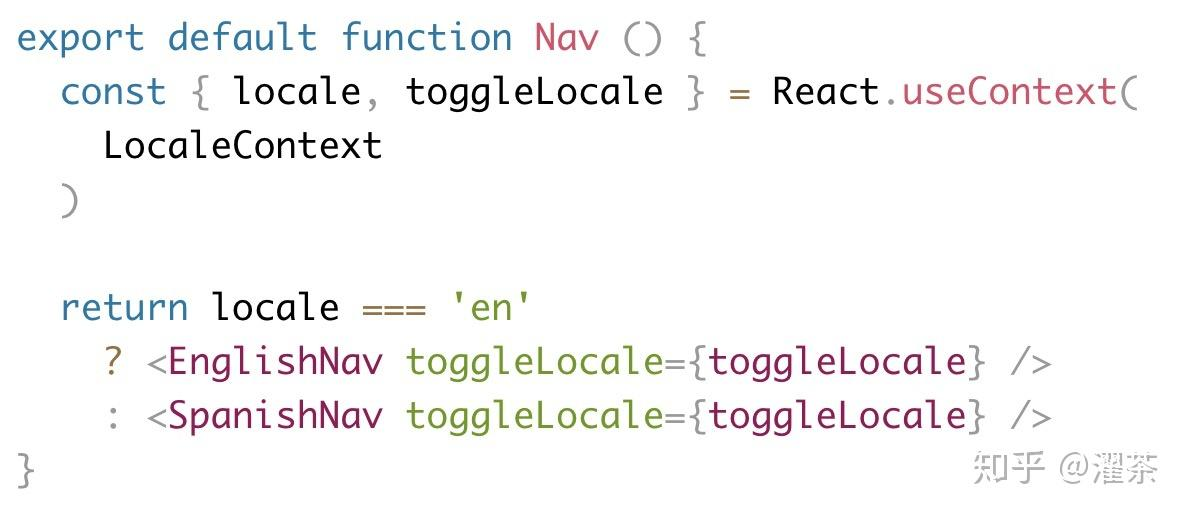 export default function Nav () {
  const { locale, toggleLocale } = React.useContext(
    LocaleContext
  )
  return locale === 'en'
    ? <EnglishNav toggleLocale={toggleLocale} />
    : <SpanishNav toggleLocale={toggleLocale} />
}
知乎 @濯茶